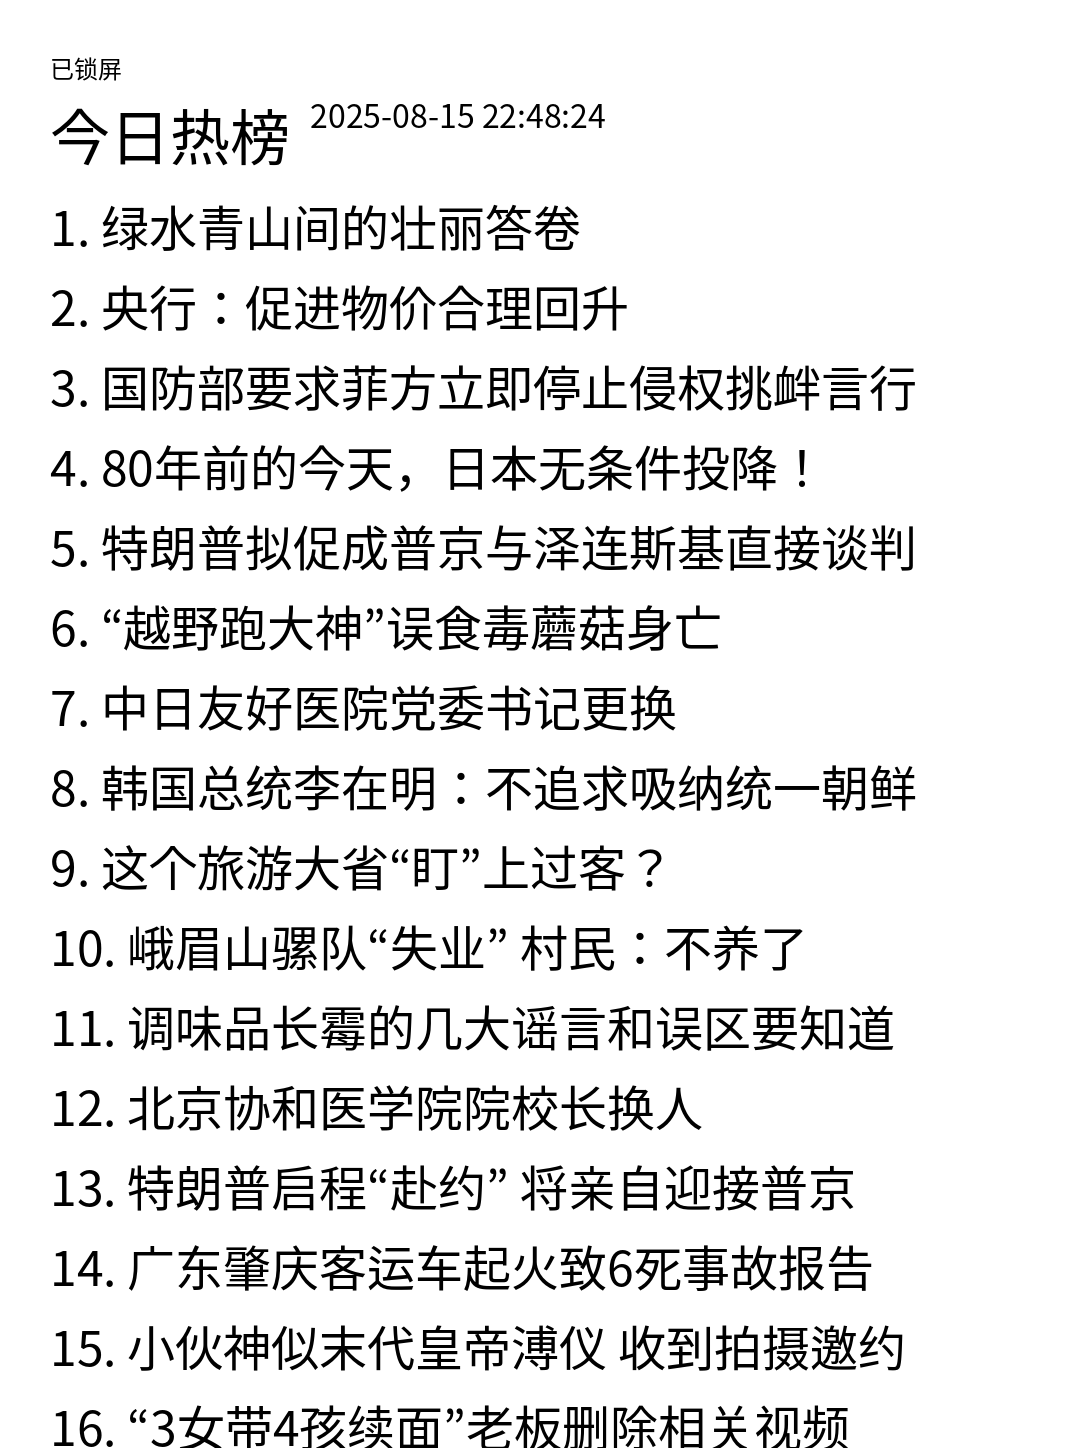 已锁屏
今日热榜 2025-08-15 22:48:24
1. 绿水青山间的壮丽答卷
2. 央行：促进物价合理回升
3. 国防部要求菲方立即停止侵权挑衅言行
4. 80年前的今天，日本无条件投降！
5. 特朗普拟促成普京与泽连斯基直接谈判
6. “越野跑大神”误食毒蘑菇身亡
7. 中日友好医院党委书记更换
8. 韩国总统李在明：不追求吸纳统一朝鲜
9. 这个旅游大省“盯”上过客？
10. 峨眉山骡队“失业” 村民：不养了
11. 调味品长霉的几大谣言和误区要知道
12. 北京协和医学院院校长换人
13. 特朗普启程“赴约” 将亲自迎接普京
14. 广东肇庆客运车起火致6死事故报告
15. 小伙神似末代皇帝溥仪 收到拍摄邀约
16. “3女带4孩续面”老板删除相关视频